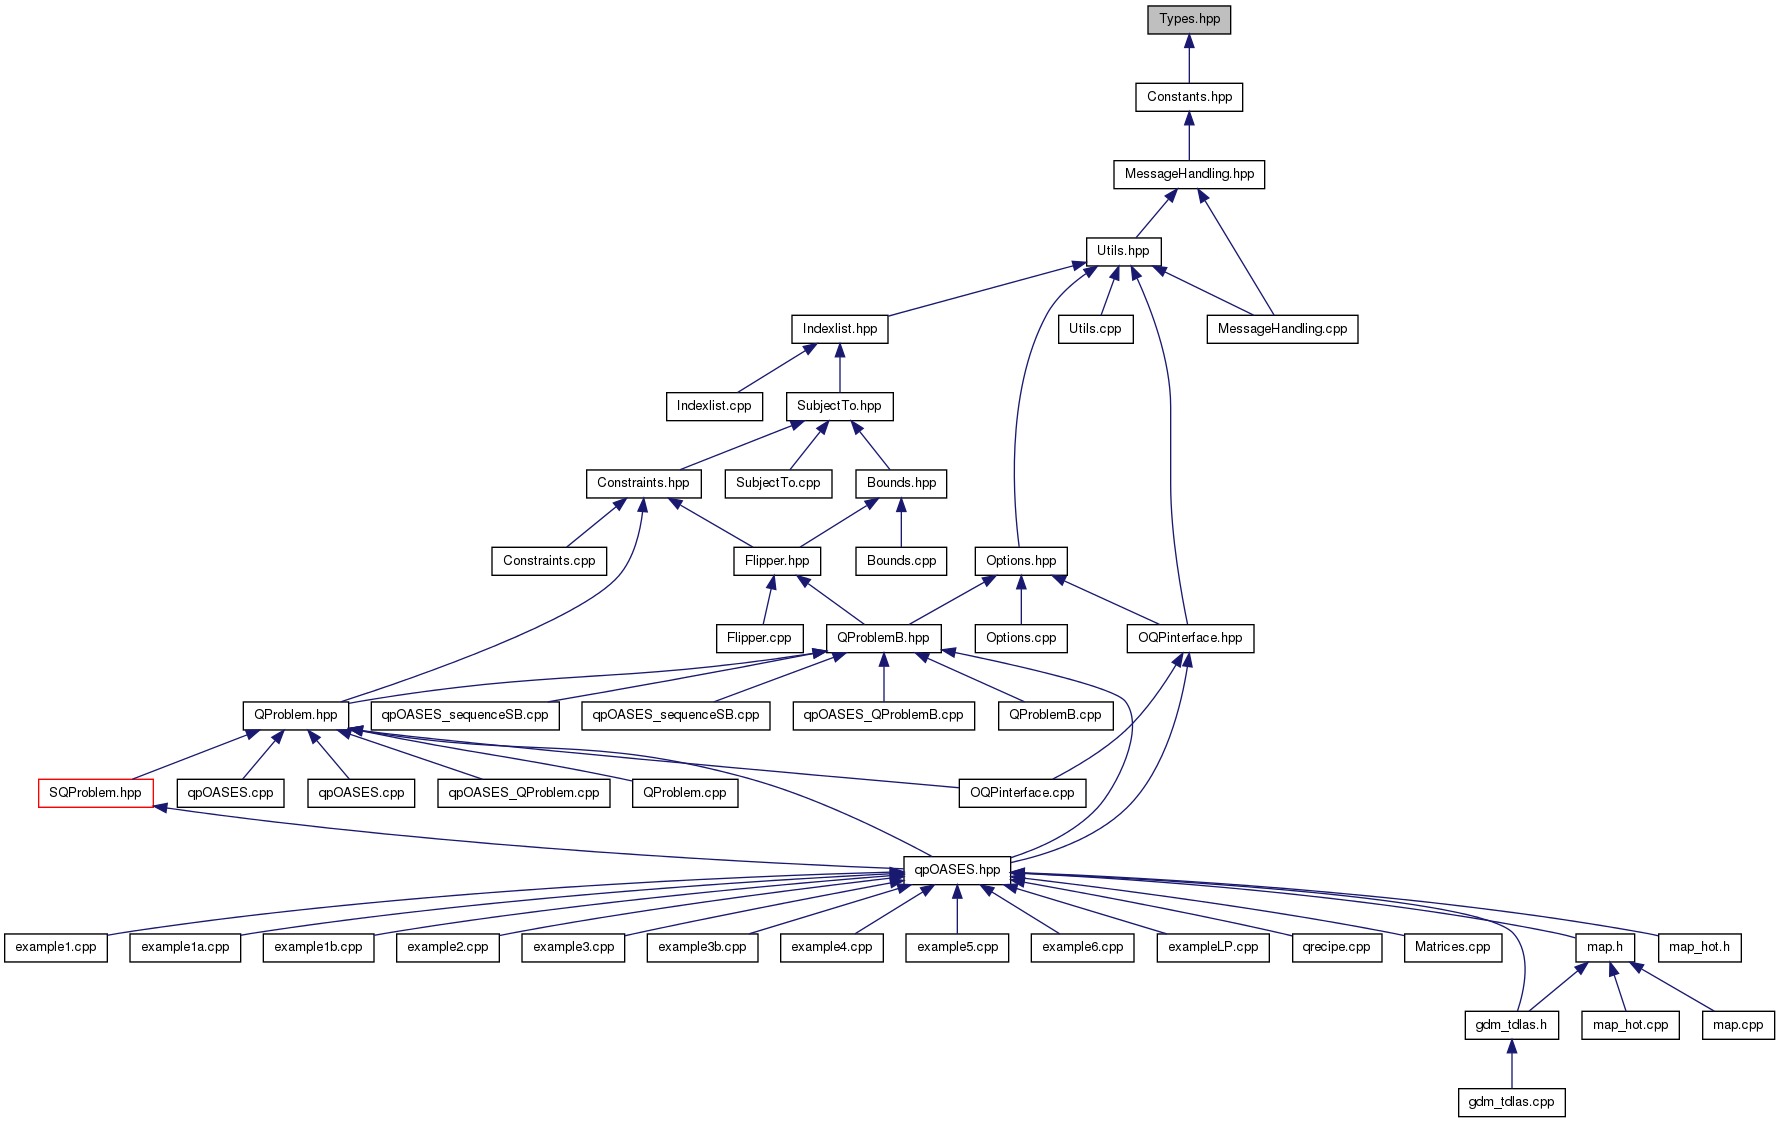 Types.hpp
Constants.hpp
MessageHandling.hpp
Utils.hpp
Indexlist.hpp
Utils.cpp
MessageHandling.cpp
Indexlist.cpp
SubjectTo.hpp
Constraints.hpp
SubjectTo.cpp
Bounds.hpp
Constraints.cpp
Flipper.hpp
Bounds.cpp
Options.hpp
Flipper.cpp
QProblemB.hpp
Options.cpp
OQPinterface.hpp
QProblem.hpp
qpOASES_sequenceSB.cpp
qpOASES_sequenceSB.cpp
qpOASES_QProblemB.cpp
QProblemB.cpp
SQProblem.hpp
qpOASES.cpp
qpOASES.cpp
qpOASES_QProblem.cpp
QProblem.cpp
OQPinterface.cpp
qpOASES.hpp
example1.cpp
example1a.cpp
example1b.cpp
example2.cpp
example3.cpp
example3b.cpp
example4.cpp
example5.cpp
example6.cpp
exampleLP.cpp
qrecipe.cpp
Matrices.cpp
map.h
map_hot.h
gdm_tdlas.h
map_hot.cpp
map.cpp
gdm_tdlas.cpp